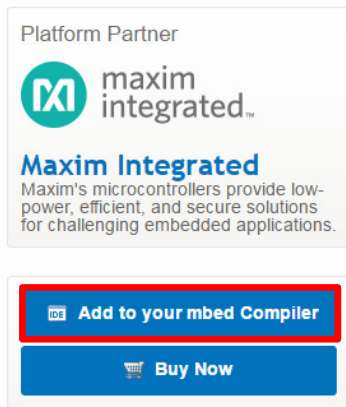 Platform Partner
maxim
integrated™
Maxim Integrated
Maxim's microcontrollers provide low-
power, efficient, and secure solutions
for challenging embedded applications.
IDE Add to your mbed Compiler
Buy Now